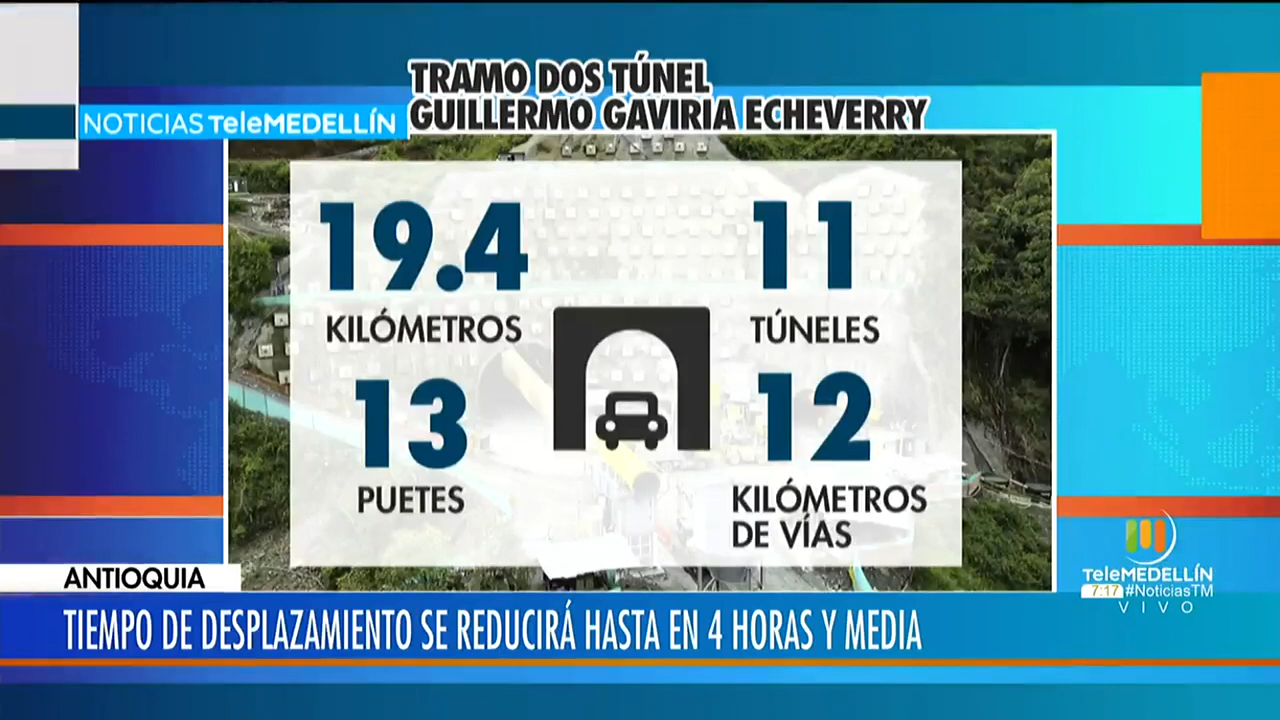 TRAMO DOS TÚNEL
GUILLERMO GAVIRIA ECHEVERRY
NOTICIAS TeleMEDELLÍN
19.4
KILÓMETROS
11
TÚNELES
13
PUETES
12
KILÓMETROS
DE VÍAS
ANTIOQUIA
TIEMPO DE DESPLAZAMIENTO SE REDUCIRÁ HASTA EN 4 HORAS Y MEDIA
TeleMEDELLÍN
7:17 #NoticiasTM
VIVO